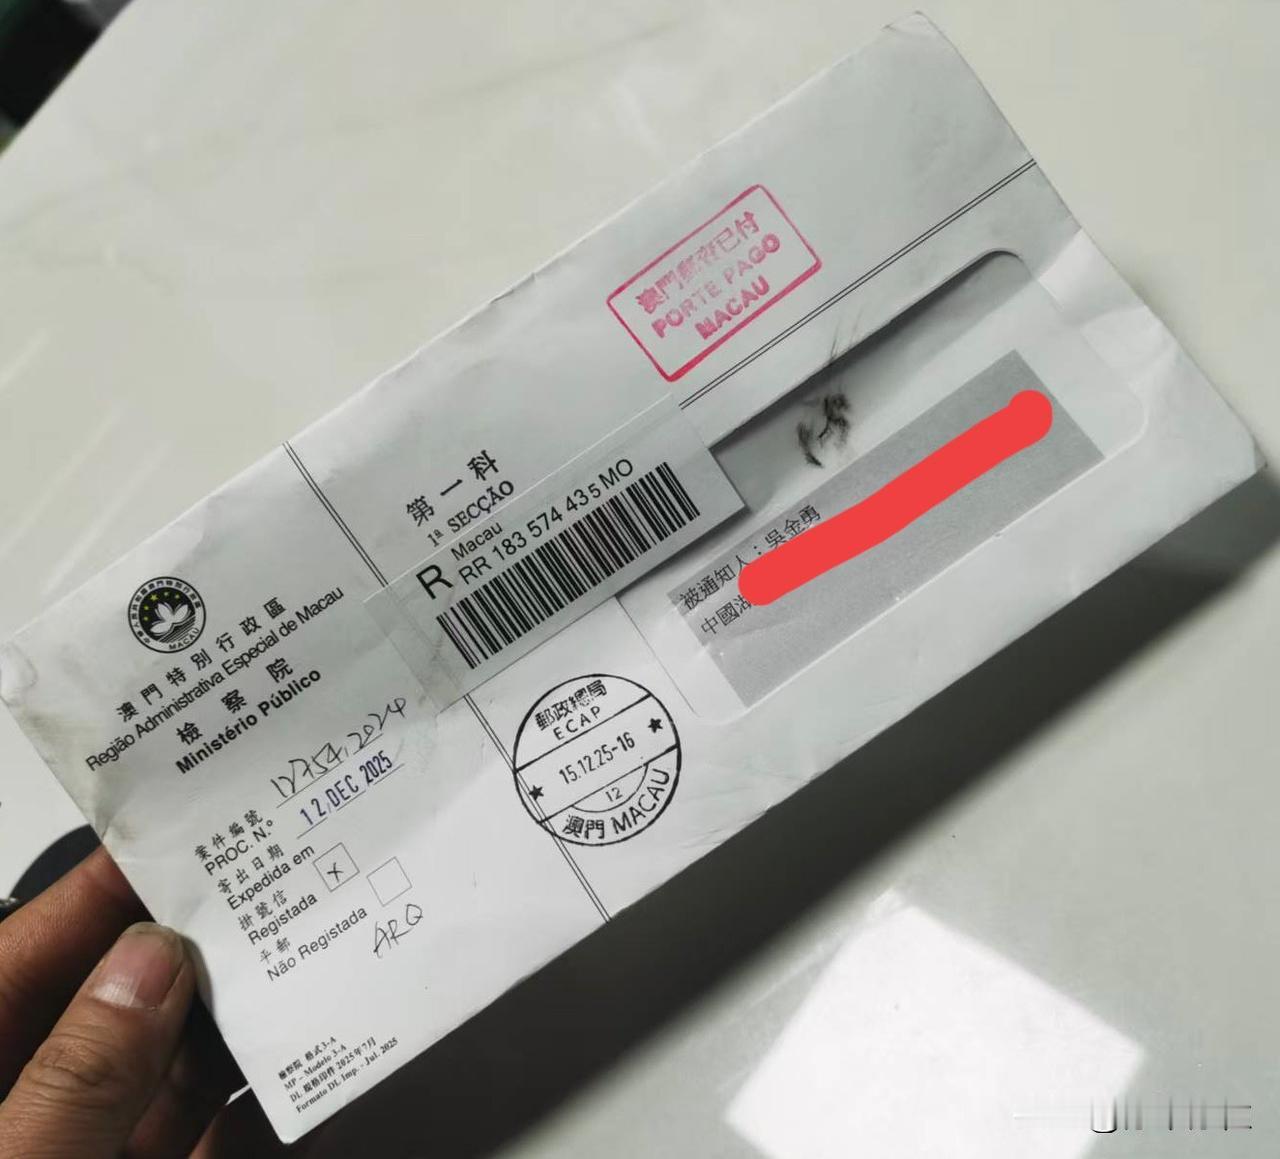 澳門郵資已付
PORTE PAGO
MACAU
第一科
1ª SECÇÃO
Macau
R RR 183 574 435 MO
被通知人：吳金勇
中國湖
MACAU
澳門特別行政區
Região Administrativa Especial de Macau
檢察院
Ministério Público
案件編號
PROC. N.º
寄出日期 12 DEC 2025
Expedida em
掛號信 x
Registada
平郵
Não Registada
ARQ
郵政總局
ECAP
15.12.25-16
12
澳門 MACAU
檢察院 格式3-A
MP – Modelo 3-A
DL 規格印件 2025年7月
Formato DL Imp. - Jul. 2025